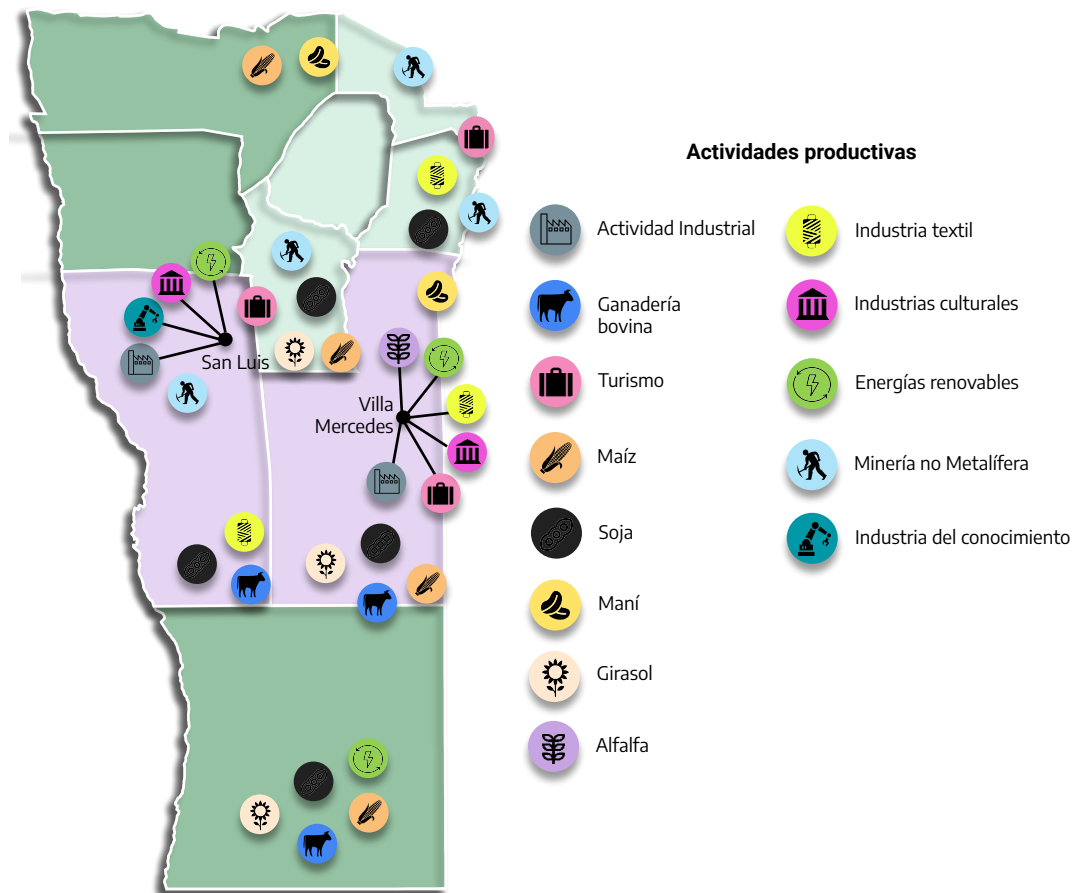 Actividades productivas
Actividad Industrial
Ganadería
bovina
Turismo
Maíz
Soja
Maní
Girasol
Alfalfa
Industria textil
Industrias culturales
Energías renovables
Minería no Metalífera
Industria del conocimiento
San Luis
Villa
Mercedes